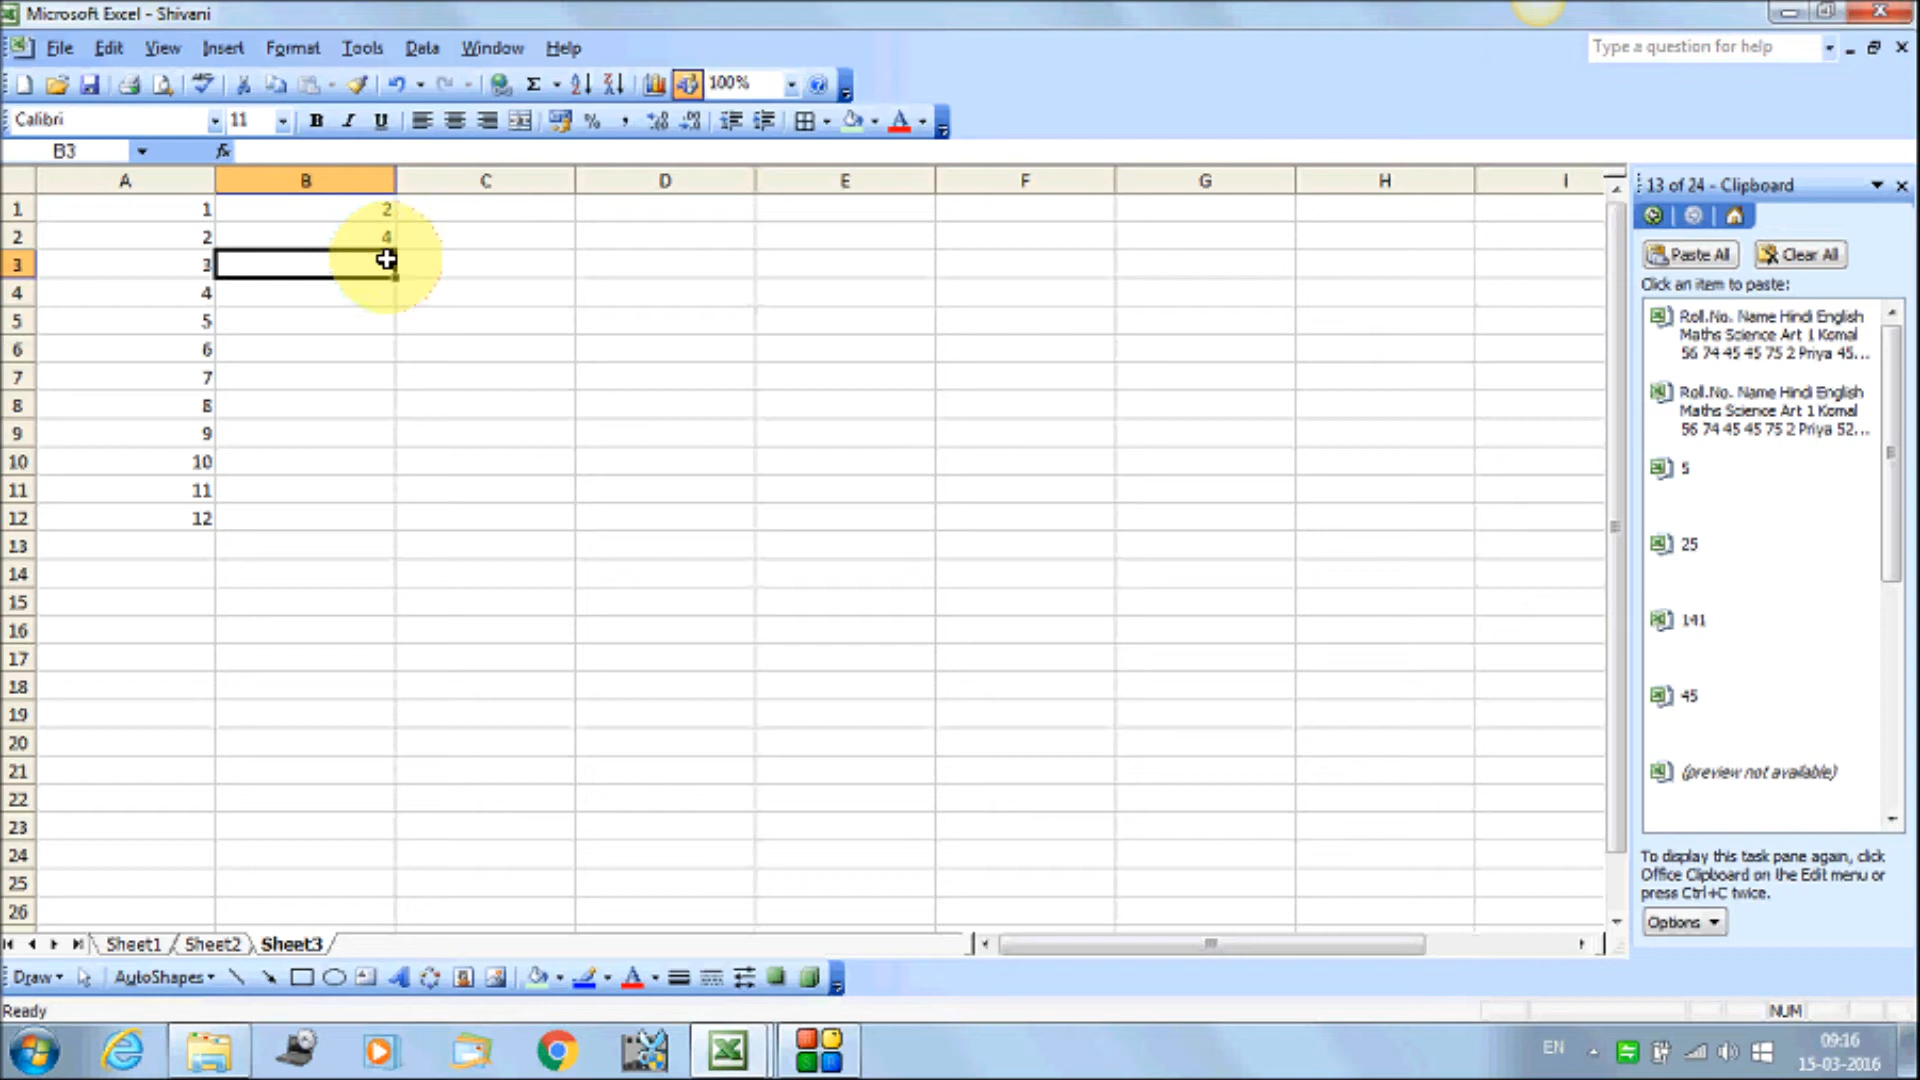 Microsoft Excel - Shivani
File Edit View Insert Format Tools Data Window Help
Type a question for help
100%
Calibri 11 B I U
B3 fx
A B C D E F G H I
1 1 2
2 2 4
3 3
4 4
5 5
6 6
7 7
8 8
9 9
10 10
11 11
12 12
13
14
15
16
17
18
19
20
21
22
23
24
25
26
13 of 24 - Clipboard
Paste All Clear All
Click an item to paste:
Roll.No. Name Hindi English
Maths Science Art 1 Komal
56 74 45 45 75 2 Priya 45...
Roll.No. Name Hindi English
Maths Science Art 1 Komal
56 74 45 45 75 2 Priya 52...
5
25
141
45
(preview not available)
To display this task pane again, click
Office Clipboard on the Edit menu or
press Ctrl+C twice.
Options
Sheet1 Sheet2 Sheet3
Draw AutoShapes
Ready
NUM
EN
09:16
15-03-2016